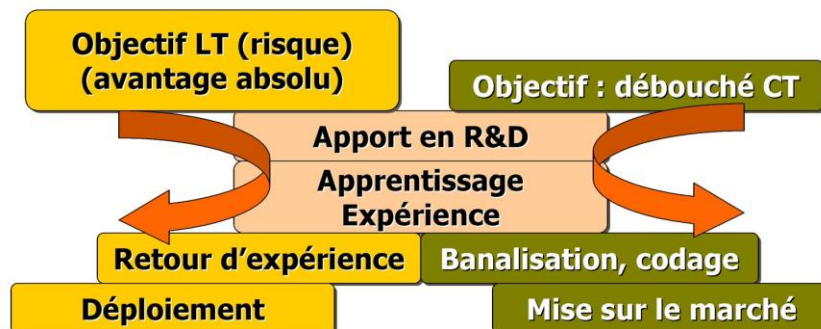 Objectif LT (risque)
(avantage absolu)
Objectif : débouché CT
Apport en R&D
Apprentissage
Expérience
Retour d'expérience
Banalisation, codage
Déploiement
Mise sur le marché